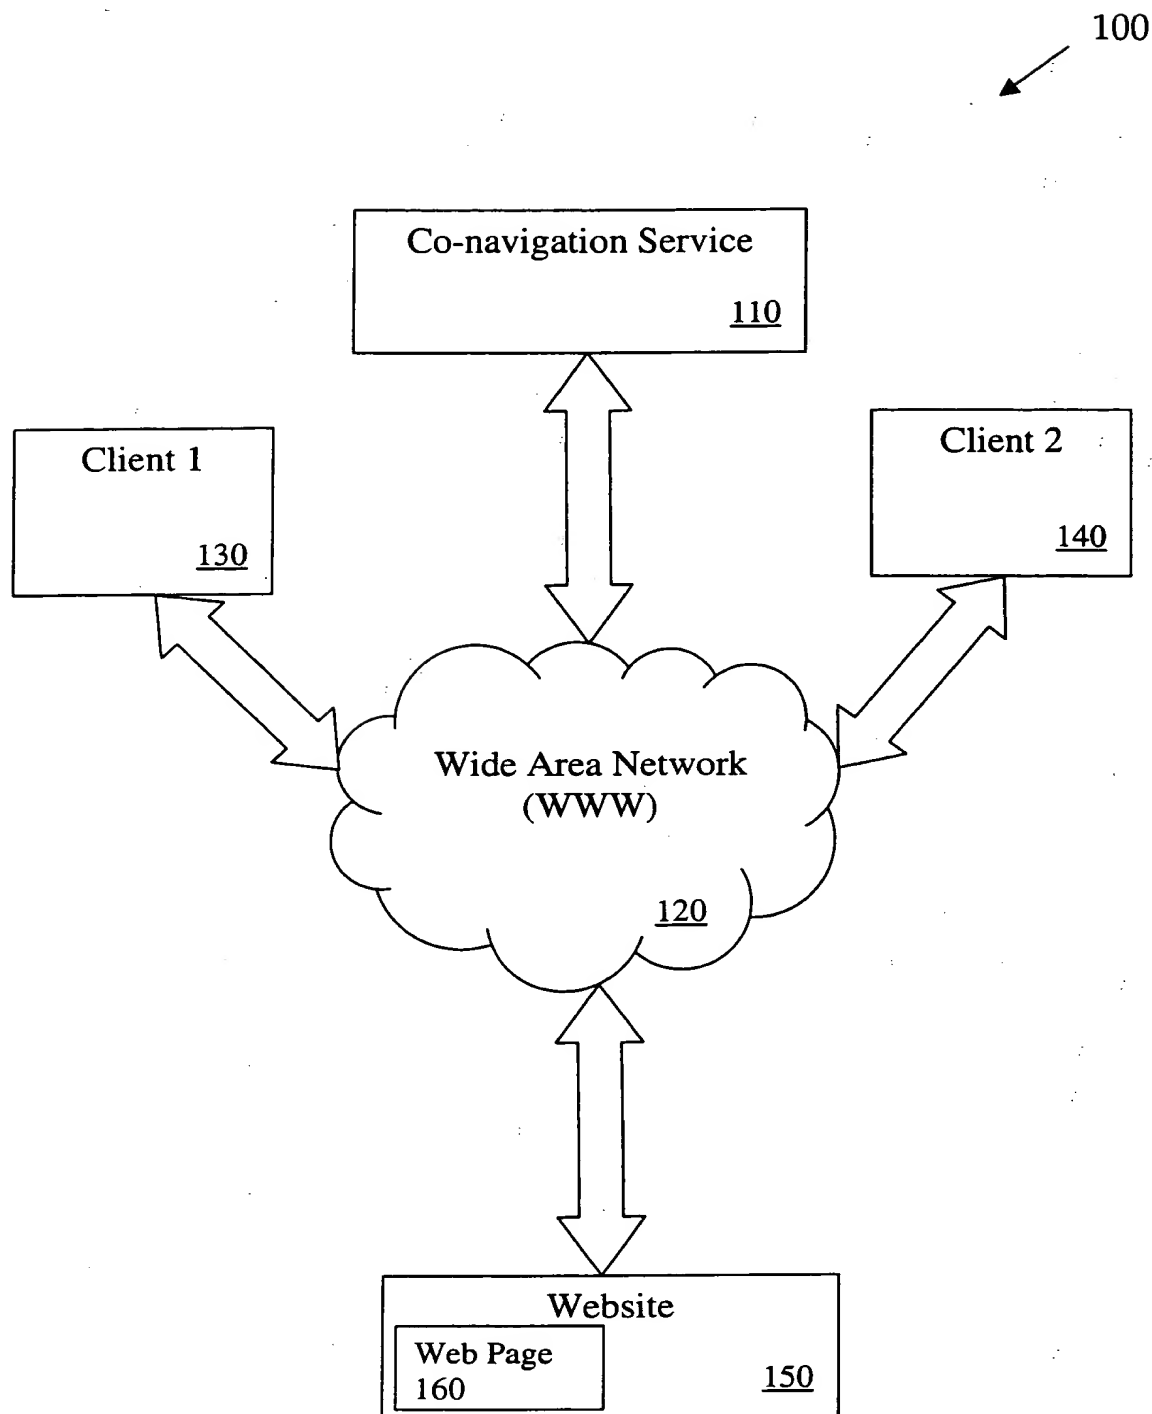 100
Co-navigation Service
110
Client 1
130
Client 2
140
Wide Area Network
(WWW)
120
Website
Web Page
160
150